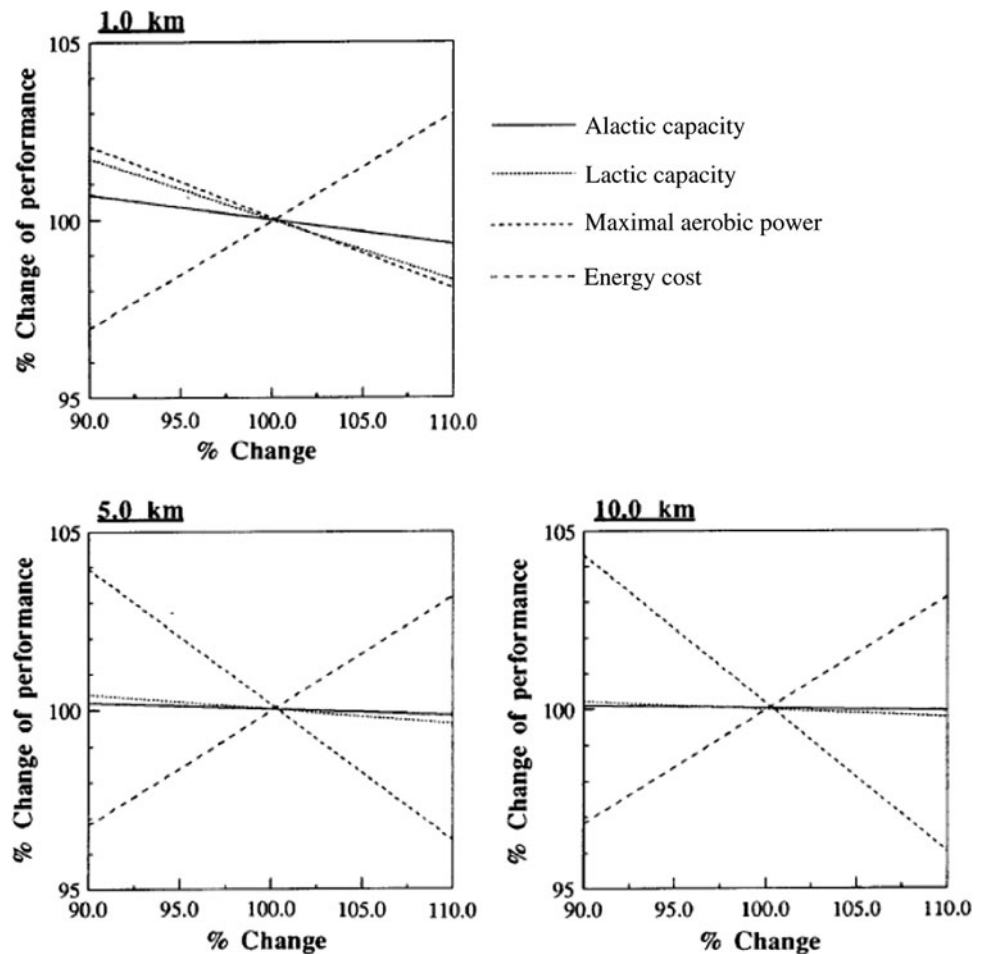 1.0 km
105
100
95
90.0 95.0 100.0 105.0 110.0
% Change
% Change of performance
Alactic capacity
Lactic capacity
Maximal aerobic power
Energy cost
5.0 km
105
100
95
90.0 95.0 100.0 105.0 110.0
% Change
% Change of performance
10.0 km
105
100
95
90.0 95.0 100.0 105.0 110.0
% Change
% Change of performance